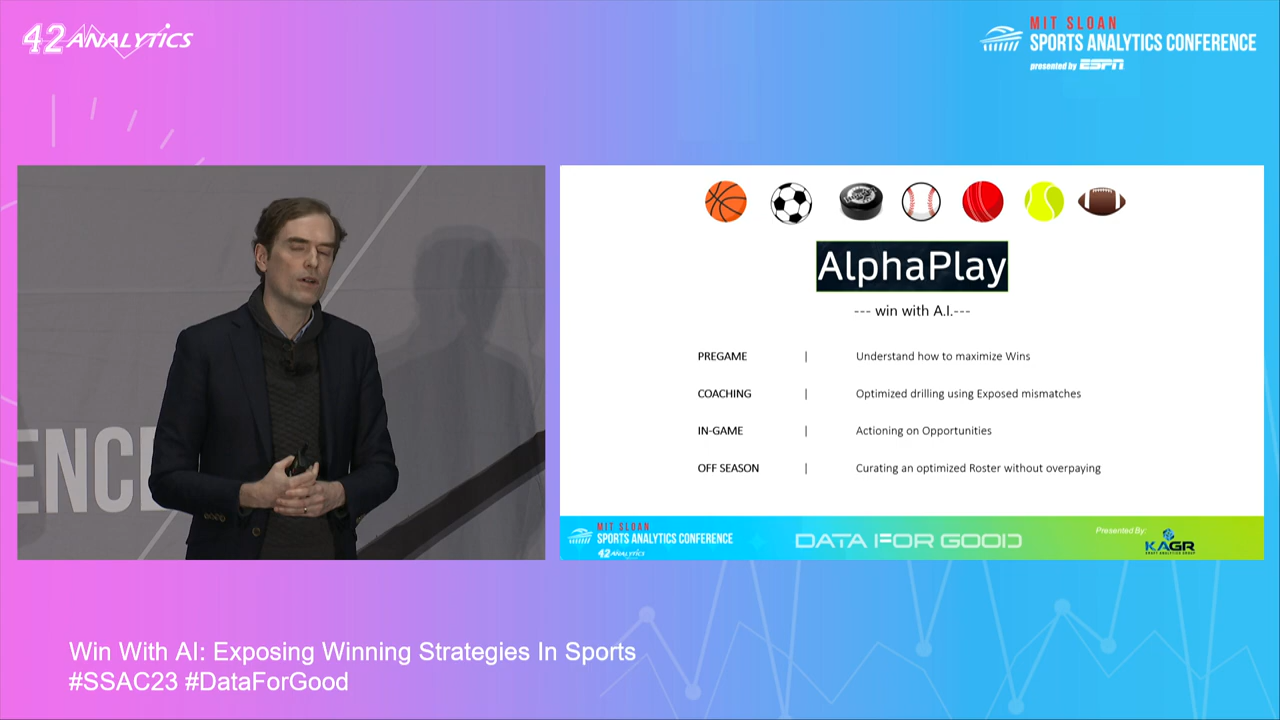 42 ANALYTICS
MIT SLOAN
SPORTS ANALYTICS CONFERENCE
presented by ESPN
ENCE
AlphaPlay
--- win with A.I.---
PREGAME | Understand how to maximize Wins
COACHING | Optimized drilling using Exposed mismatches
IN-GAME | Actioning on Opportunities
OFF SEASON | Curating an optimized Roster without overpaying
MIT SLOAN
SPORTS ANALYTICS CONFERENCE
42 ANALYTICS
DATA FOR GOOD
Presented By:
KAGR
Win With AI: Exposing Winning Strategies In Sports
#SSAC23 #DataForGood